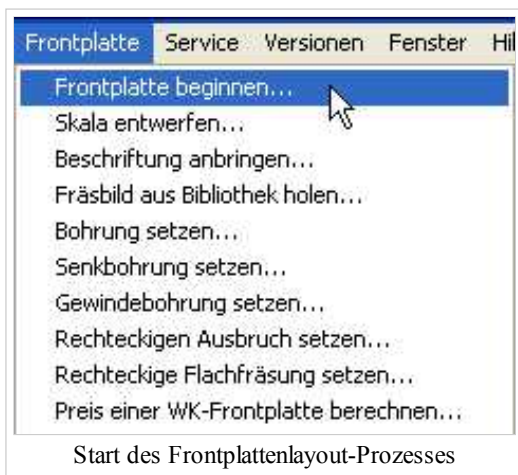 Frontplatte Service Versionen Fenster Hil
Frontplatte beginnen...
Skala entwerfen...
Beschriftung anbringen...
Fräsbild aus Bibliothek holen...
Bohrung setzen...
Senkbohrung setzen...
Gewindebohrung setzen...
Rechteckigen Ausbruch setzen...
Rechteckige Flachfräsung setzen...
Preis einer WK-Frontplatte berechnen...
Start des Frontplattenlayout-Prozesses